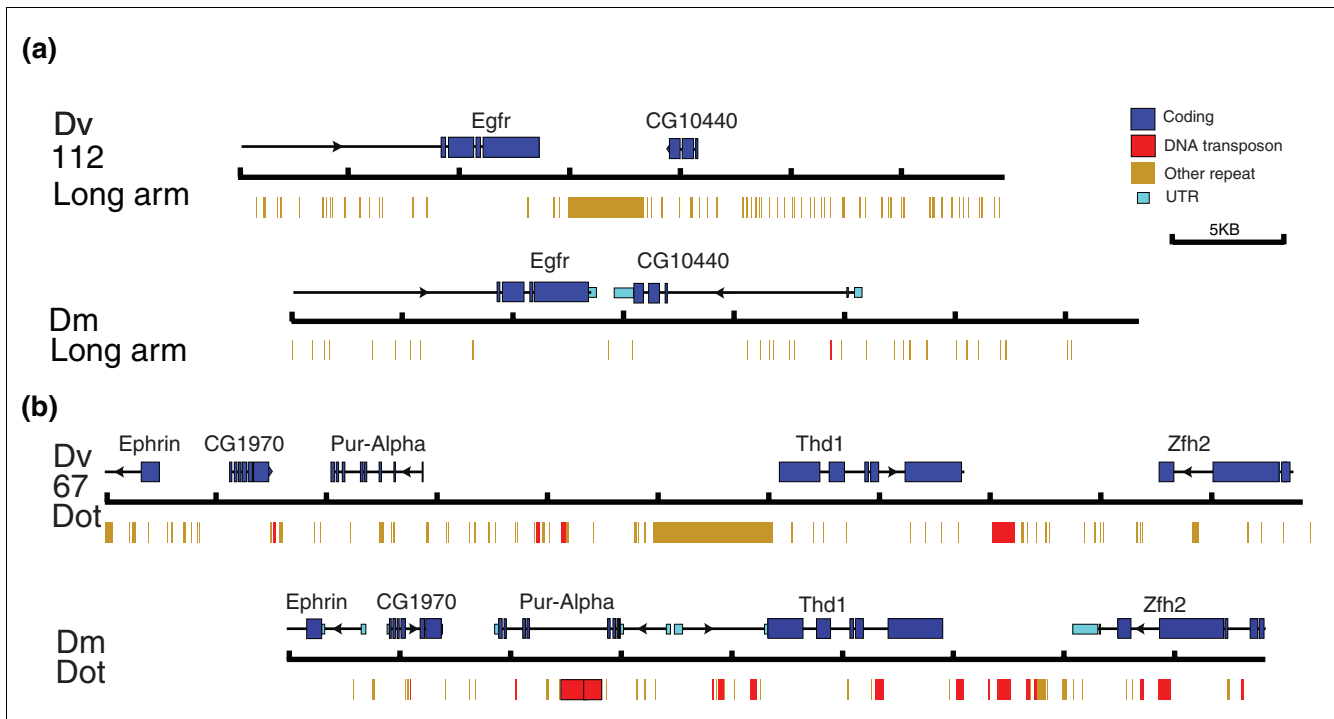 (a)
Dv
112
Long arm
Egfr
CG10440
Coding
DNA transposon
Other repeat
UTR
5KB
Dm
Long arm
Egfr
CG10440
(b)
Dv
67
Dot
Ephrin
CG1970
Pur-Alpha
Thd1
Zfh2
Dm
Dot
Ephrin
CG1970
Pur-Alpha
Thd1
Zfh2